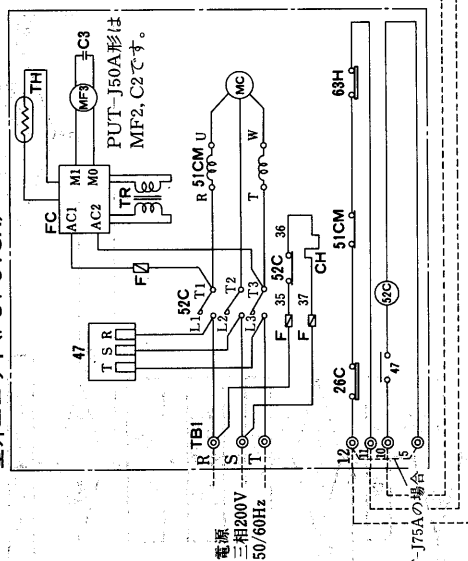 TH
C3
MF3
PUT-J50A形は
MF2, C2です。
FC
M1
M0
AC1
AC2
TR
F
47
T S R
52C
L1
T1
L2
T2
L3
T3
51CM
R
U
T
W
MC
TB1
R
S
T
電源
三相200V
50/60Hz
F
35
52C
36
F
37
CH
26C
51CM
63H
47
52C
12
11
10
5
-J75Aの場合